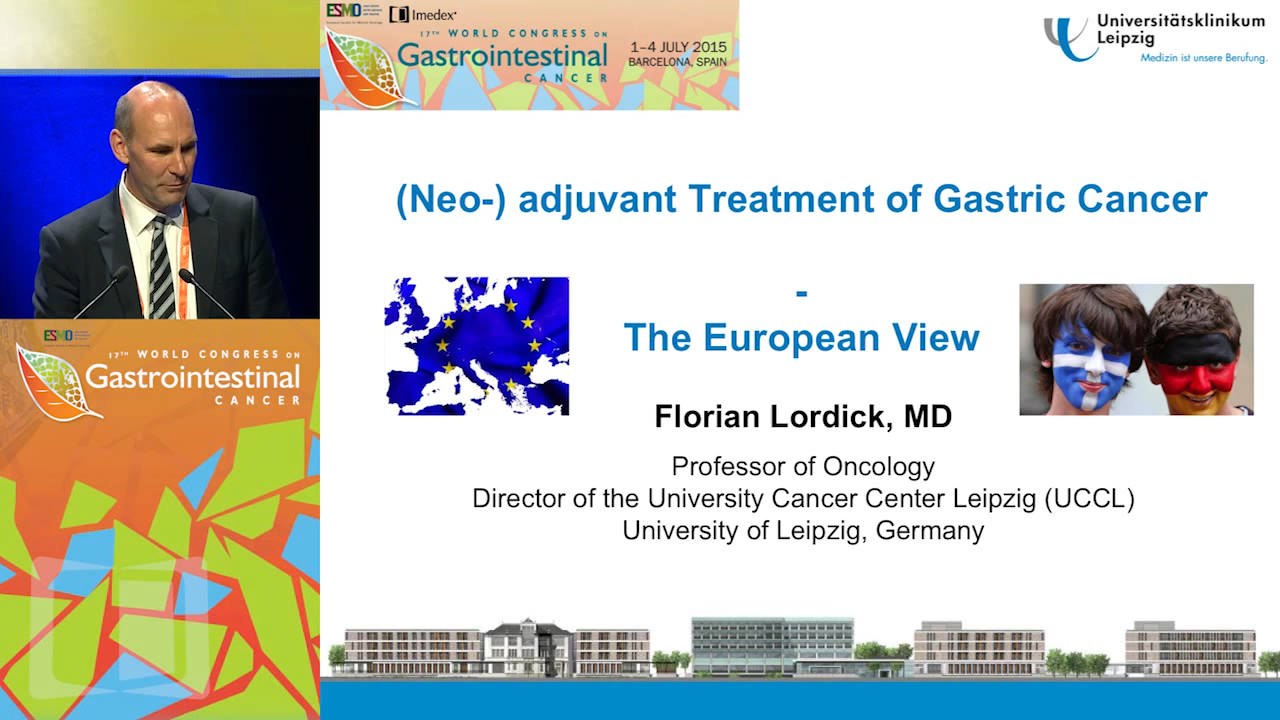 ESMO
Imedex
17TH WORLD CONGRESS ON
Gastrointestinal
CANCER
1–4 JULY 2015
BARCELONA, SPAIN
Universitätsklinikum
Leipzig
Medizin ist unsere Berufung.
(Neo-) adjuvant Treatment of Gastric Cancer
-
The European View
Florian Lordick, MD
Professor of Oncology
Director of the University Cancer Center Leipzig (UCCL)
University of Leipzig, Germany
ESMO
17TH WORLD CONGRESS ON
Gastrointestinal
CANCER